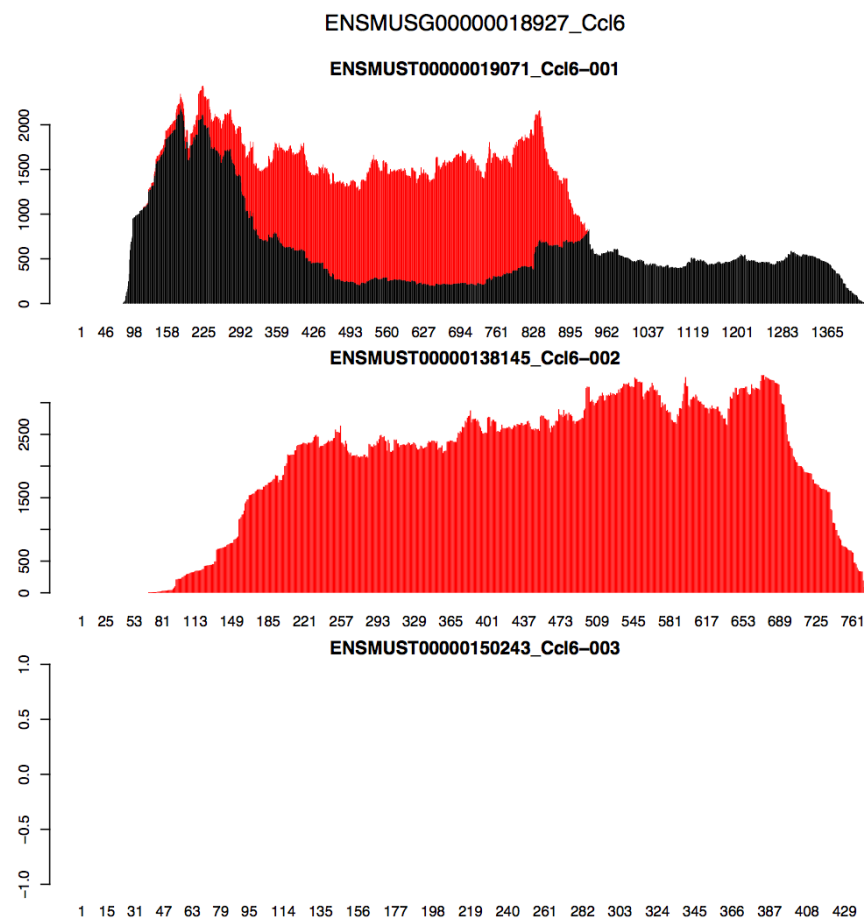 ENSMUSG00000018927_Ccl6
ENSMUST00000019071_Ccl6−001
2000
1500
1000
500
0
1 46 98 158 225 292 359 426 493 560 627 694 761 828 895 962 1037 1119 1201 1283 1365
ENSMUST00000138145_Ccl6−002
2500
1500
500
0
1 25 53 81 113 149 185 221 257 293 329 365 401 437 473 509 545 581 617 653 689 725 761
ENSMUST00000150243_Ccl6−003
1.0
0.5
0.0
−0.5
−1.0
1 15 31 47 63 79 95 114 135 156 177 198 219 240 261 282 303 324 345 366 387 408 429